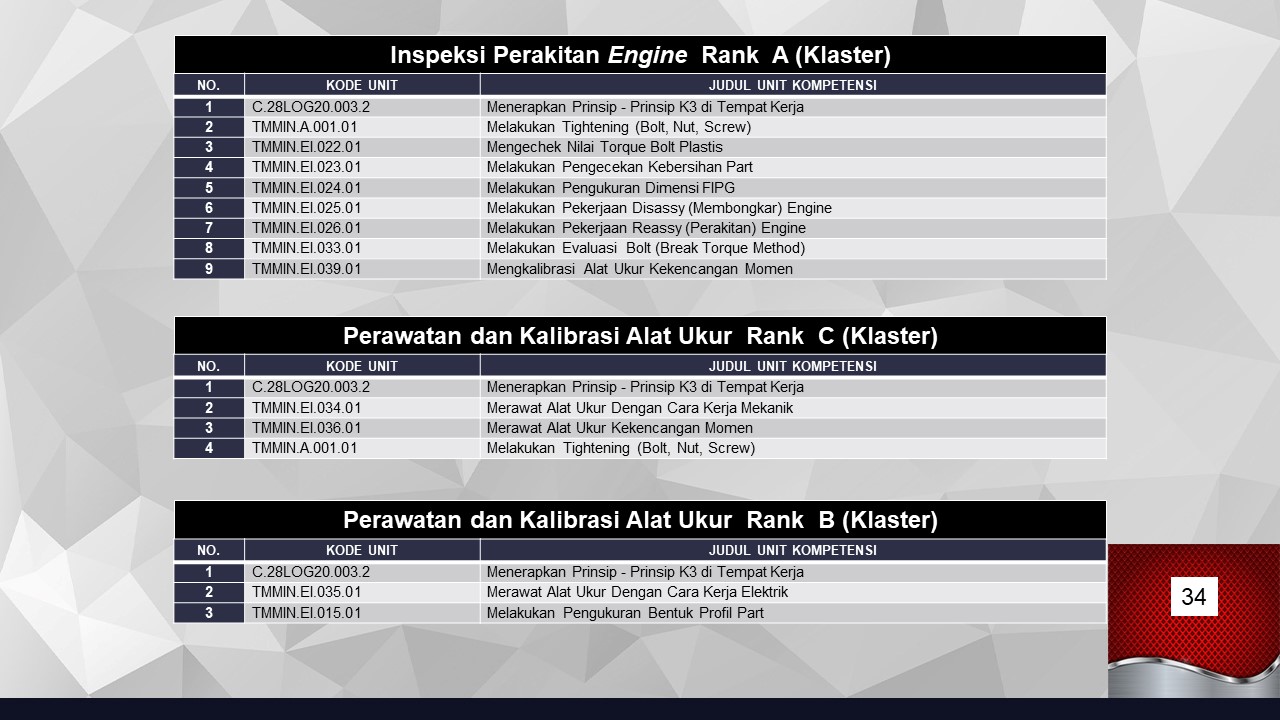 Inspeksi Perakitan Engine Rank A (Klaster)
NO. KODE UNIT JUDUL UNIT KOMPETENSI
1 C.28LOG20.003.2 Menerapkan Prinsip - Prinsip K3 di Tempat Kerja
2 TMMIN.A.001.01 Melakukan Tightening (Bolt, Nut, Screw)
3 TMMIN.EI.022.01 Mengechek Nilai Torque Bolt Plastis
4 TMMIN.EI.023.01 Melakukan Pengecekan Kebersihan Part
5 TMMIN.EI.024.01 Melakukan Pengukuran Dimensi FIPG
6 TMMIN.EI.025.01 Melakukan Pekerjaan Disassy (Membongkar) Engine
7 TMMIN.EI.026.01 Melakukan Pekerjaan Reassy (Perakitan) Engine
8 TMMIN.EI.033.01 Melakukan Evaluasi Bolt (Break Torque Method)
9 TMMIN.EI.039.01 Mengkalibrasi Alat Ukur Kekencangan Momen
Perawatan dan Kalibrasi Alat Ukur Rank C (Klaster)
NO. KODE UNIT JUDUL UNIT KOMPETENSI
1 C.28LOG20.003.2 Menerapkan Prinsip - Prinsip K3 di Tempat Kerja
2 TMMIN.EI.034.01 Merawat Alat Ukur Dengan Cara Kerja Mekanik
3 TMMIN.EI.036.01 Merawat Alat Ukur Kekencangan Momen
4 TMMIN.A.001.01 Melakukan Tightening (Bolt, Nut, Screw)
Perawatan dan Kalibrasi Alat Ukur Rank B (Klaster)
NO. KODE UNIT JUDUL UNIT KOMPETENSI
1 C.28LOG20.003.2 Menerapkan Prinsip - Prinsip K3 di Tempat Kerja
2 TMMIN.EI.035.01 Merawat Alat Ukur Dengan Cara Kerja Elektrik
3 TMMIN.EI.015.01 Melakukan Pengukuran Bentuk Profil Part
34